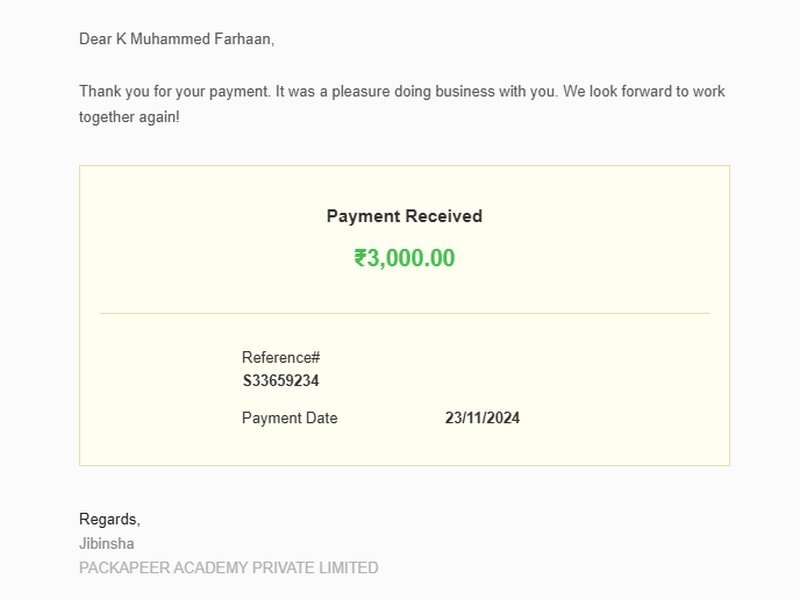 Dear K Muhammed Farhaan,
Thank you for your payment. It was a pleasure doing business with you. We look forward to work
together again!
Payment Received
₹3,000.00
Reference#
S33659234
Payment Date 23/11/2024
Regards,
Jibinsha
PACKAPEER ACADEMY PRIVATE LIMITED